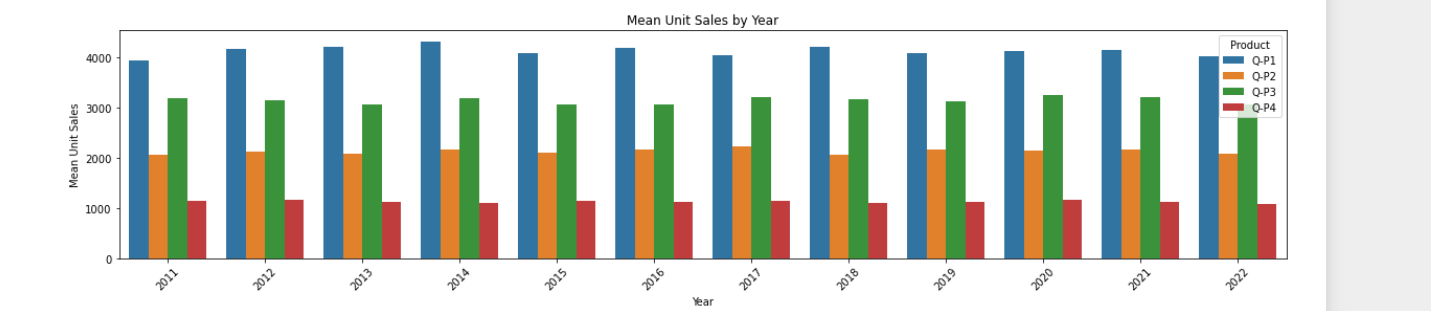 Mean Unit Sales by Year
Mean Unit Sales
4000
3000
2000
1000
0
Product
Q-P1
Q-P2
Q-P3
Q-P4
2011 2012 2013 2014 2015 2016 2017 2018 2019 2020 2021 2022
Year